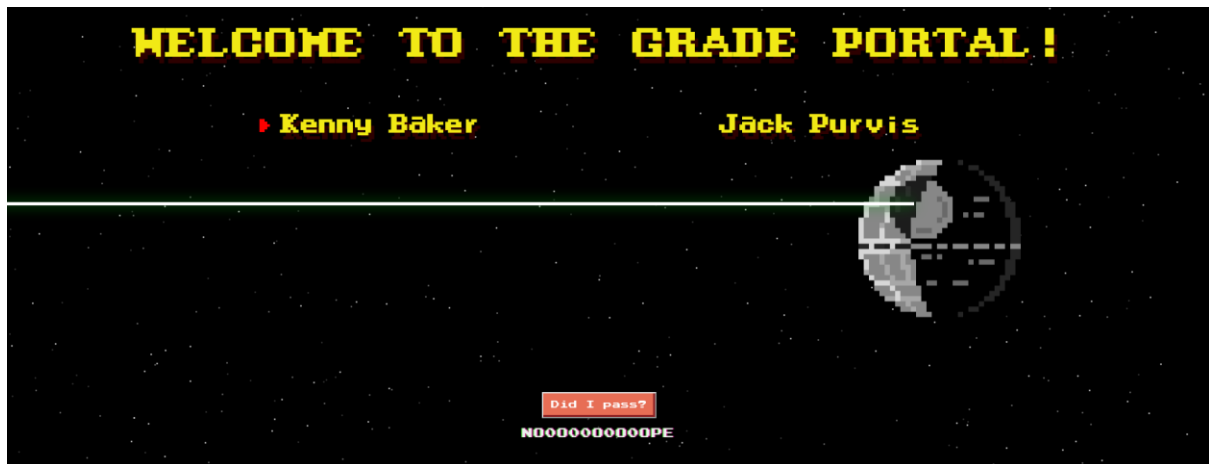 WELCOME TO THE GRADE PORTAL!
Kenny Baker Jack Purvis
Did I pass?
NOOOOOOOOOOPE